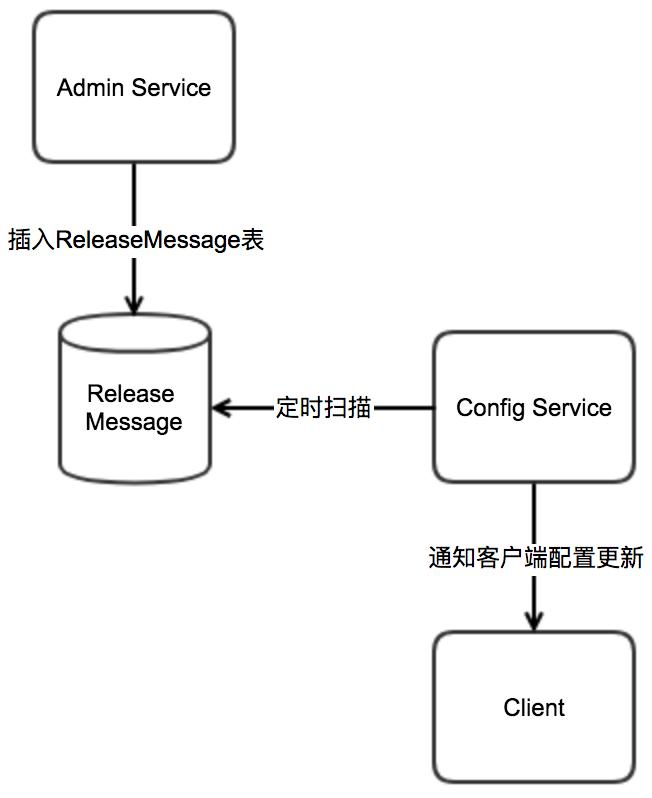 Admin Service
插入ReleaseMessage表
Release
Message
定时扫描
Config Service
通知客户端配置更新
Client